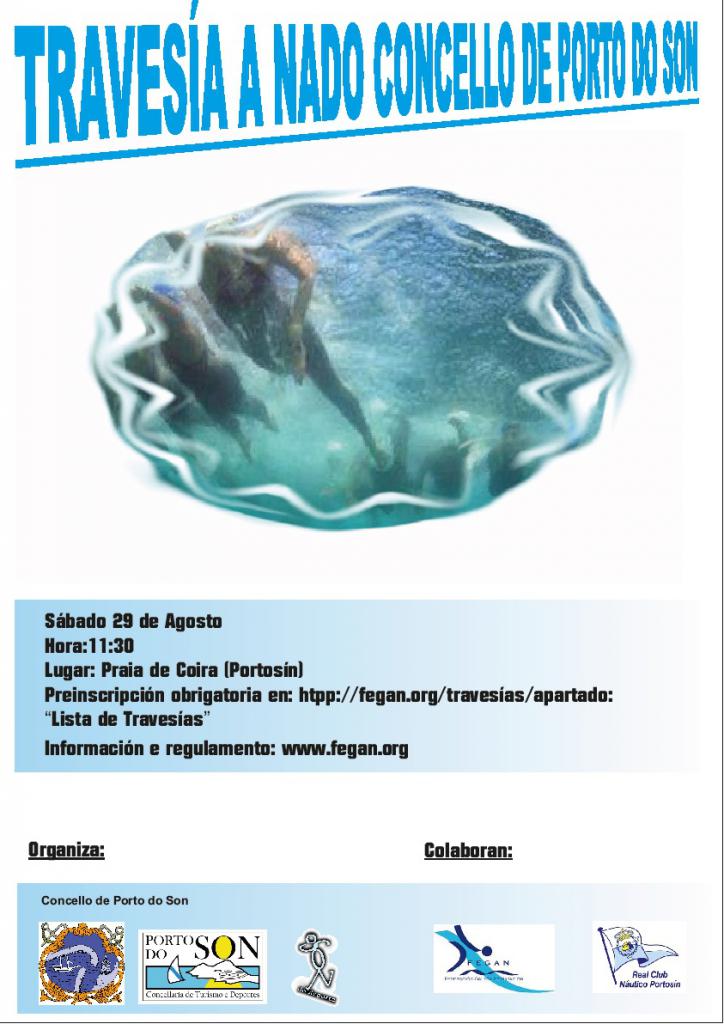 TRAVESÍA A NADO CONCELLO DE PORTO DO SON
Sábado 29 de Agosto
Hora:11:30
Lugar: Praia de Coira (Portosín)
Preinscripción obrigatoria en: htpp://fegan.org/travesías/apartado:
“Lista de Travesías”
Información e regulamento: www.fegan.org
Organiza:
Colaboran:
Concello de Porto do Son
PORTO
DO SON
Concellaría de Turismo e Deportes
FEGAN
Real Club
Náutico Portosín